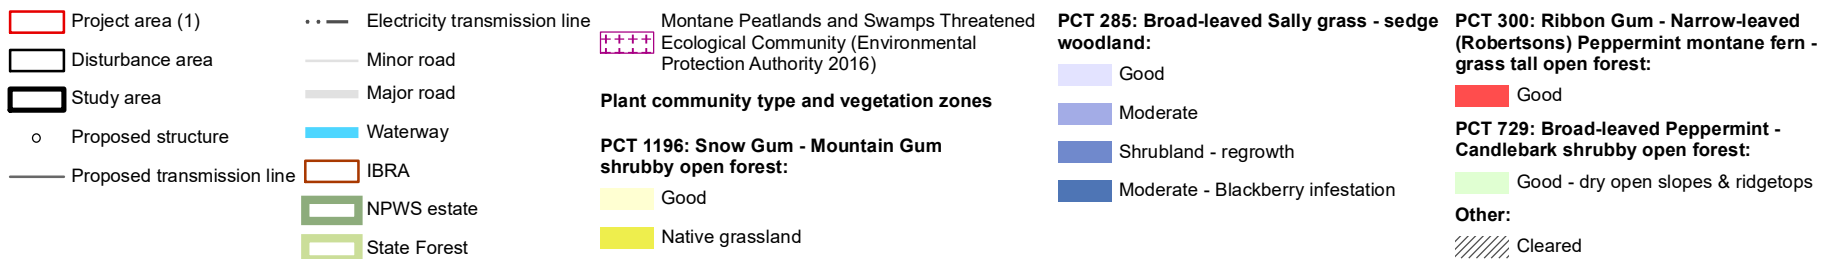 Project area (1)
Disturbance area
Study area
Proposed structure
Proposed transmission line
Electricity transmission line
Minor road
Major road
Waterway
IBRA
NPWS estate
State Forest
Montane Peatlands and Swamps Threatened
Ecological Community (Environmental
Protection Authority 2016)
Plant community type and vegetation zones
PCT 1196: Snow Gum - Mountain Gum
shrubby open forest:
Good
Native grassland
PCT 285: Broad-leaved Sally grass - sedge
woodland:
Good
Moderate
Shrubland - regrowth
Moderate - Blackberry infestation
PCT 300: Ribbon Gum - Narrow-leaved
(Robertsons) Peppermint montane fern -
grass tall open forest:
Good
PCT 729: Broad-leaved Peppermint -
Candlebark shrubby open forest:
Good - dry open slopes & ridgetops
Other:
Cleared